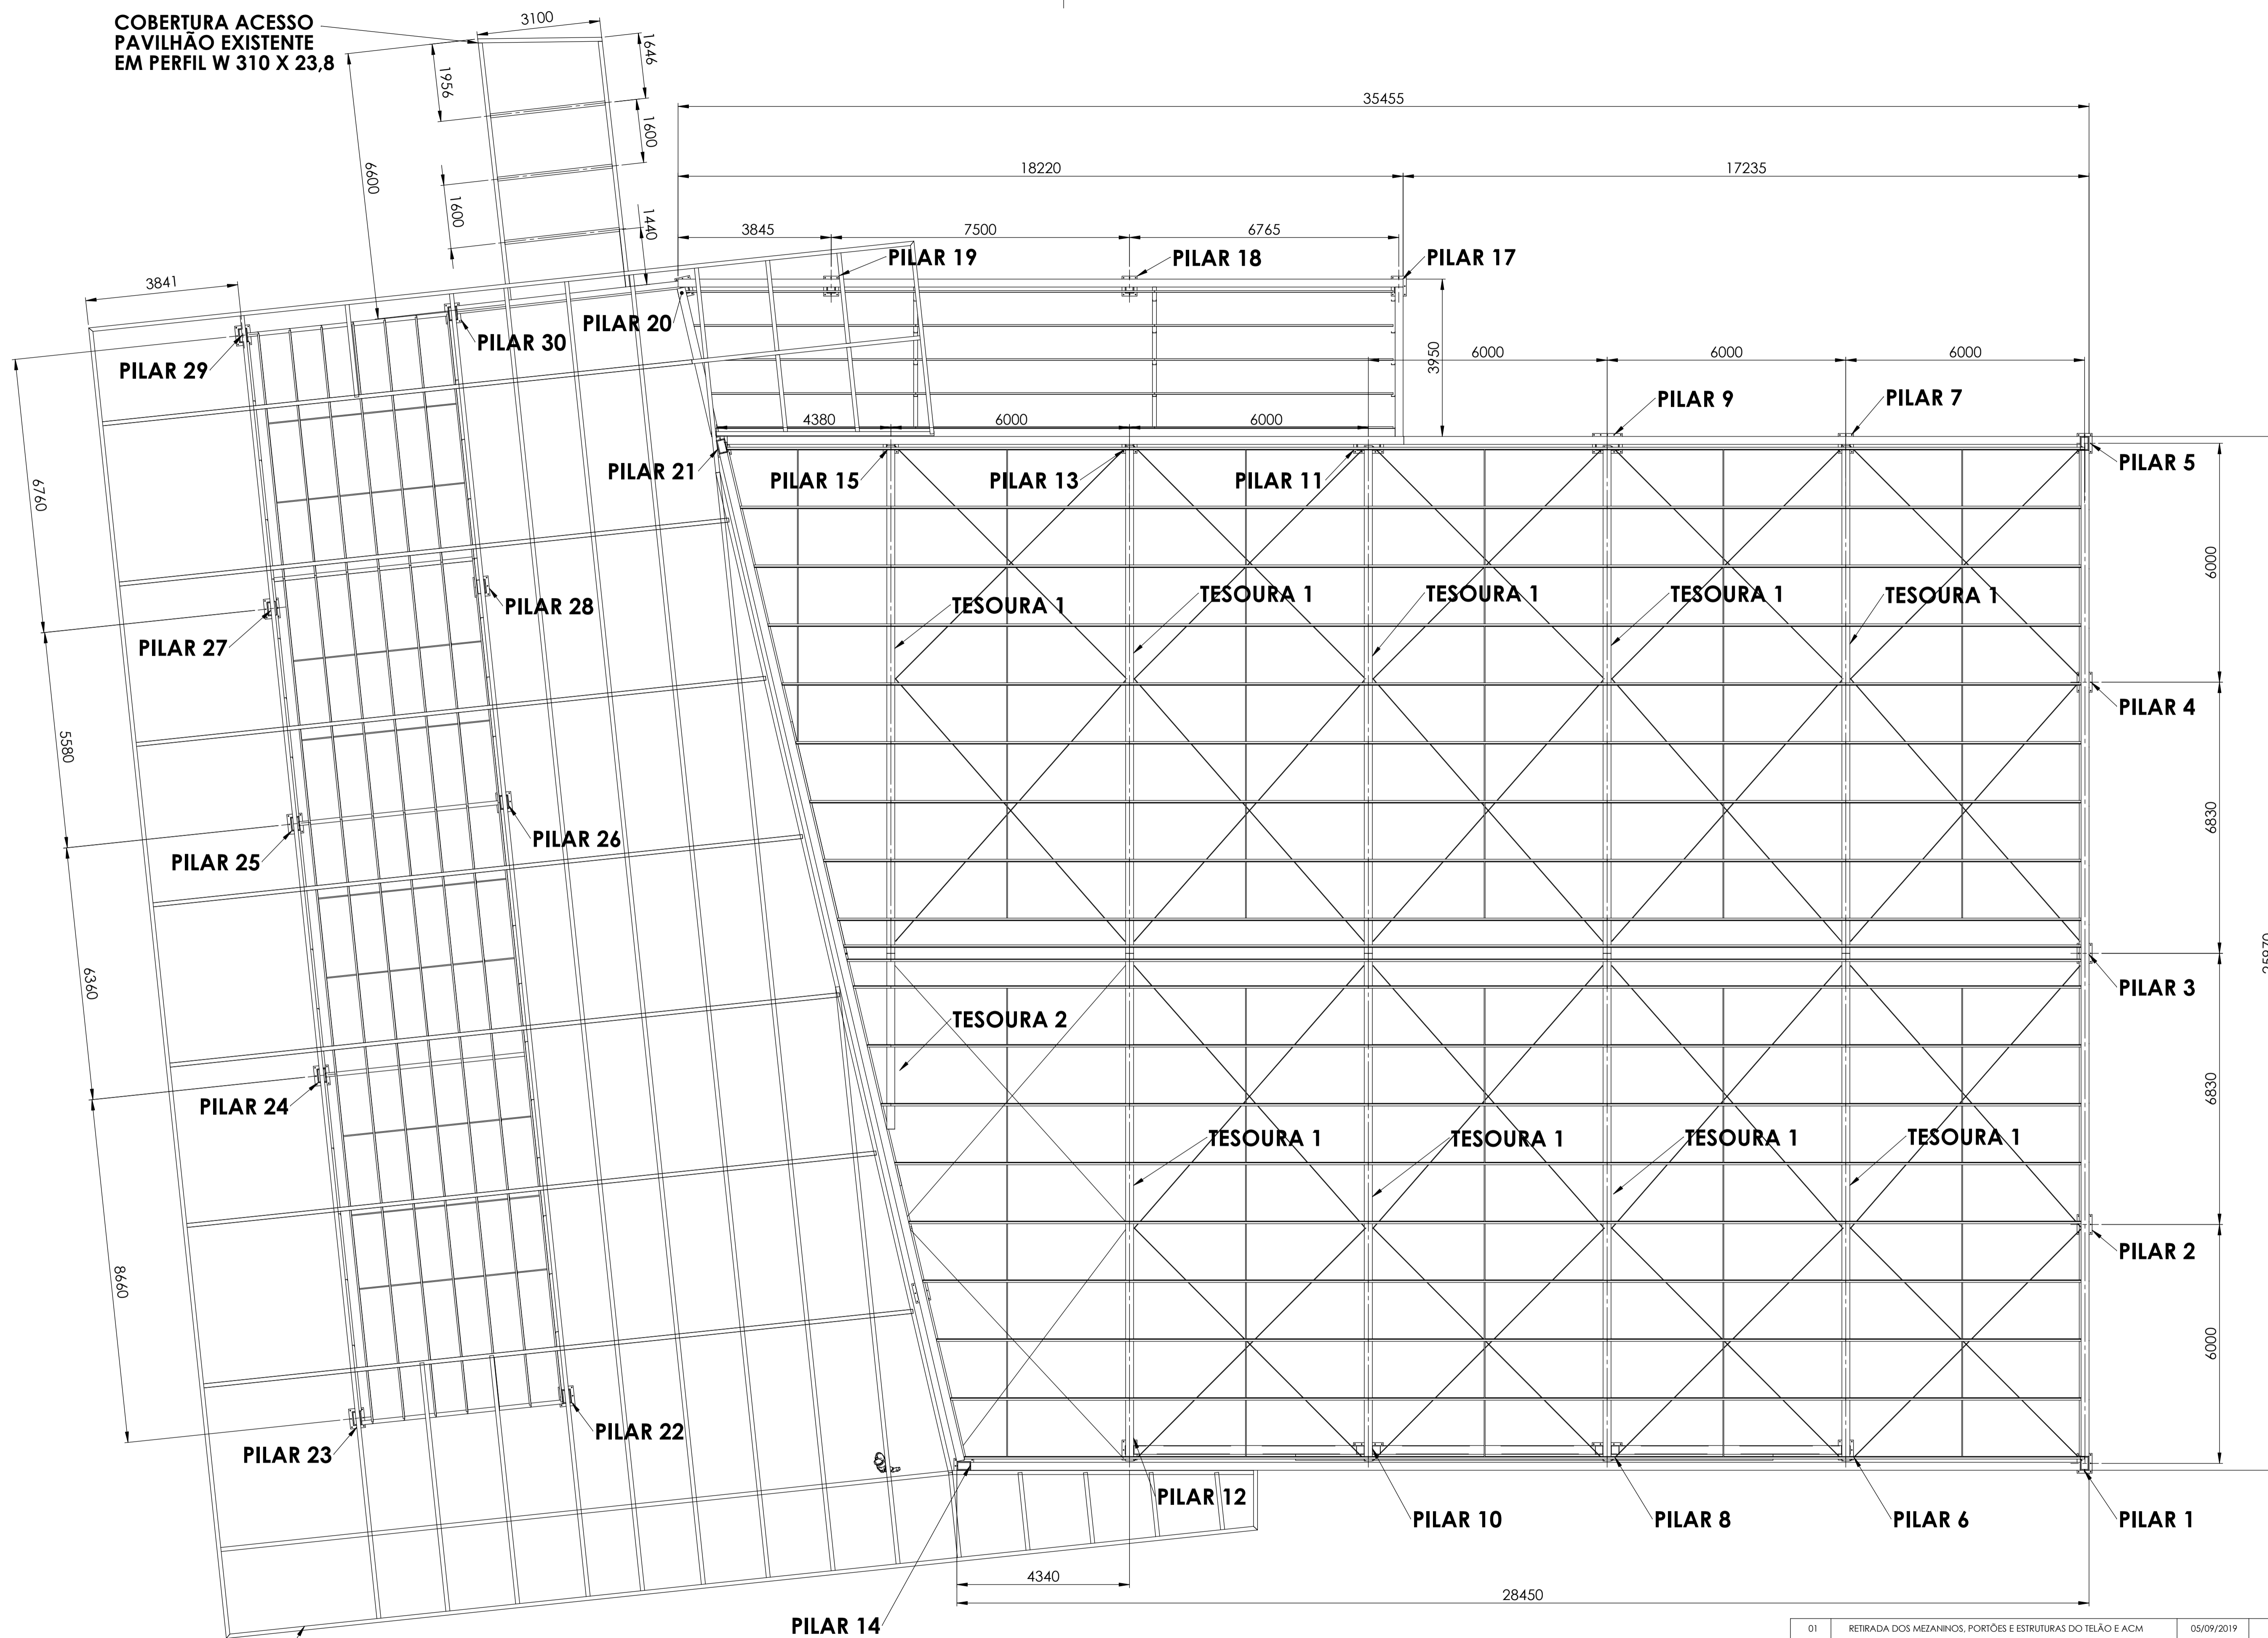 COBERTURA ACESSO
PAVILHÃO EXISTENTE
EM PERFIL W 310 X 23,8
3100
1646
1956
1600
6600
1600
1440
35455
18220
17235
3845
7500
6765
PILAR 19
PILAR 18
PILAR 17
3841
PILAR 20
PILAR 30
PILAR 29
3950
6000
6000
6000
PILAR 9
PILAR 7
4380
6000
6000
PILAR 21
PILAR 15
PILAR 13
PILAR 11
PILAR 5
6760
6000
TESOURA 1
TESOURA 1
TESOURA 1
TESOURA 1
TESOURA 1
PILAR 28
PILAR 27
PILAR 4
5580
6830
PILAR 26
PILAR 25
25970
PILAR 3
6360
TESOURA 2
6830
PILAR 24
TESOURA 1
TESOURA 1
TESOURA 1
TESOURA 1
PILAR 2
8660
6000
PILAR 22
PILAR 23
PILAR 12
PILAR 10
PILAR 8
PILAR 6
PILAR 1
4340
28450
PILAR 14
01 RETIRADA DOS MEZANINOS, PORTÕES E ESTRUTURAS DO TELÃO E ACM 05/09/2019